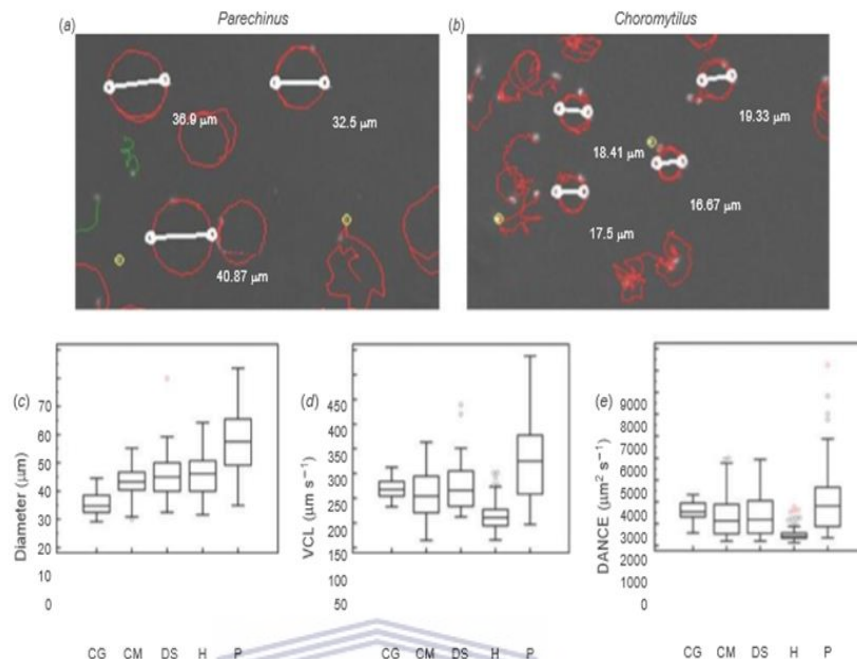 (a) Parechinus
(b) Choromytilus
36.9 µm
32.5 µm
40.87 µm
19.33 µm
18.41 µm
16.67 µm
17.5 µm
(c)
Diameter (µm)
70
60
50
40
30
20
10
0
CG CM DS H P
(d)
VCL (µm s⁻¹)
450
400
350
300
250
200
150
100
50
CG CM DS H P
(e)
DANCE (µm² s⁻¹)
9000
8000
7000
6000
5000
4000
3000
2000
1000
0
CG CM DS H P